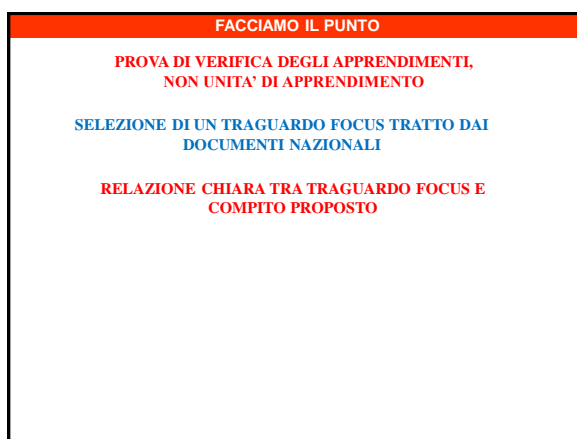 FACCIAMO IL PUNTO
PROVA DI VERIFICA DEGLI APPRENDIMENTI,
NON UNITA’ DI APPRENDIMENTO
SELEZIONE DI UN TRAGUARDO FOCUS TRATTO DAI
DOCUMENTI NAZIONALI
RELAZIONE CHIARA TRA TRAGUARDO FOCUS E
COMPITO PROPOSTO